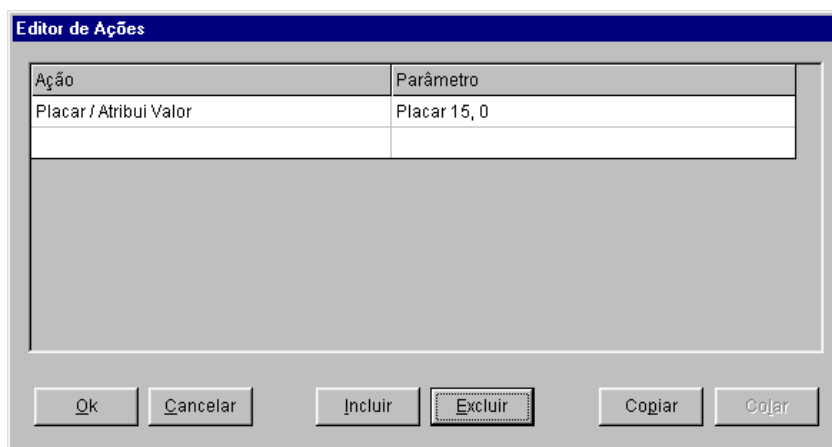 Editor de Ações
Ação Parâmetro
Placar / Atribui Valor Placar 15, 0
Ok Cancelar Incluir Excluir Copiar Colar